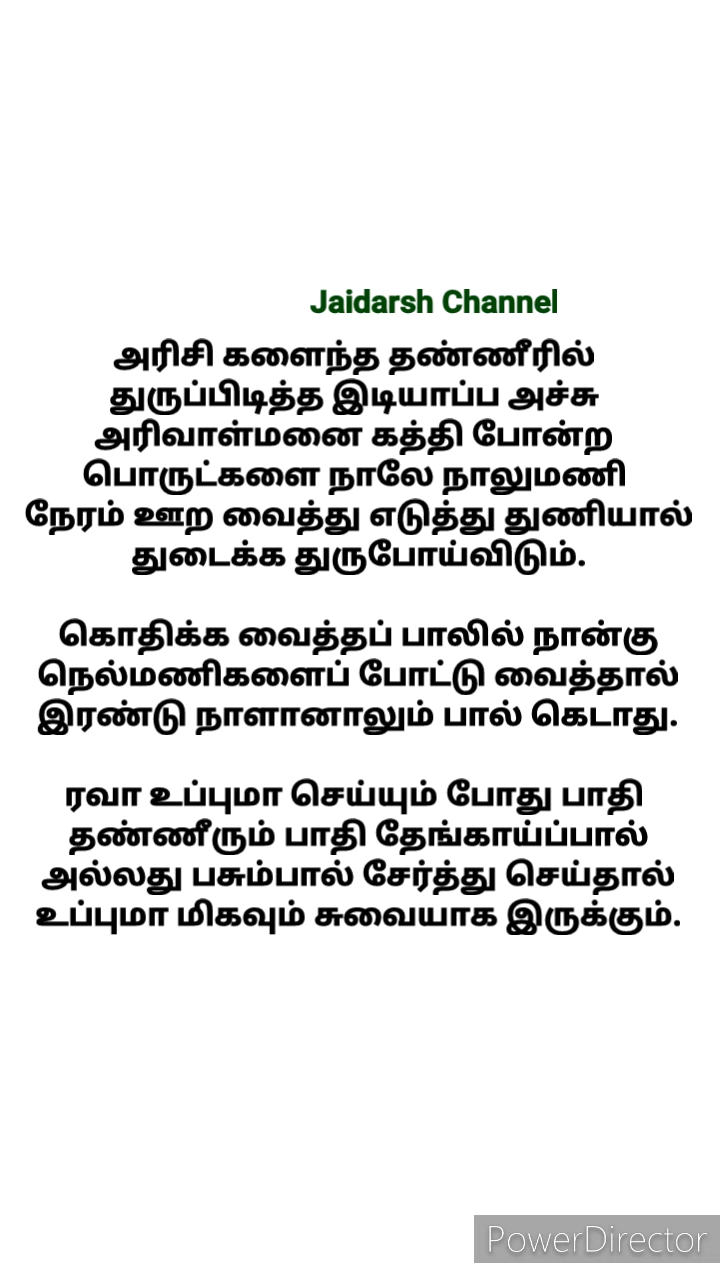 Jaidarsh Channel
அரிசி களைந்த தண்ணீரில்
துருப்பிடித்த இடியாப்ப அச்சு
அரிவாள்மனை கத்தி போன்ற
பொருட்களை நாலே நாலுமணி
நேரம் ஊற வைத்து எடுத்து துணியால்
துடைக்க துருபோய்விடும்.
கொதிக்க வைத்தப் பாலில் நான்கு
நெல்மணிகளைப் போட்டு வைத்தால்
இரண்டு நாளானாலும் பால் கெடாது.
ரவா உப்புமா செய்யும் போது பாதி
தண்ணீரும் பாதி தேங்காய்ப்பால்
அல்லது பசும்பால் சேர்த்து செய்தால்
உப்புமா மிகவும் சுவையாக இருக்கும்.
PowerDirector